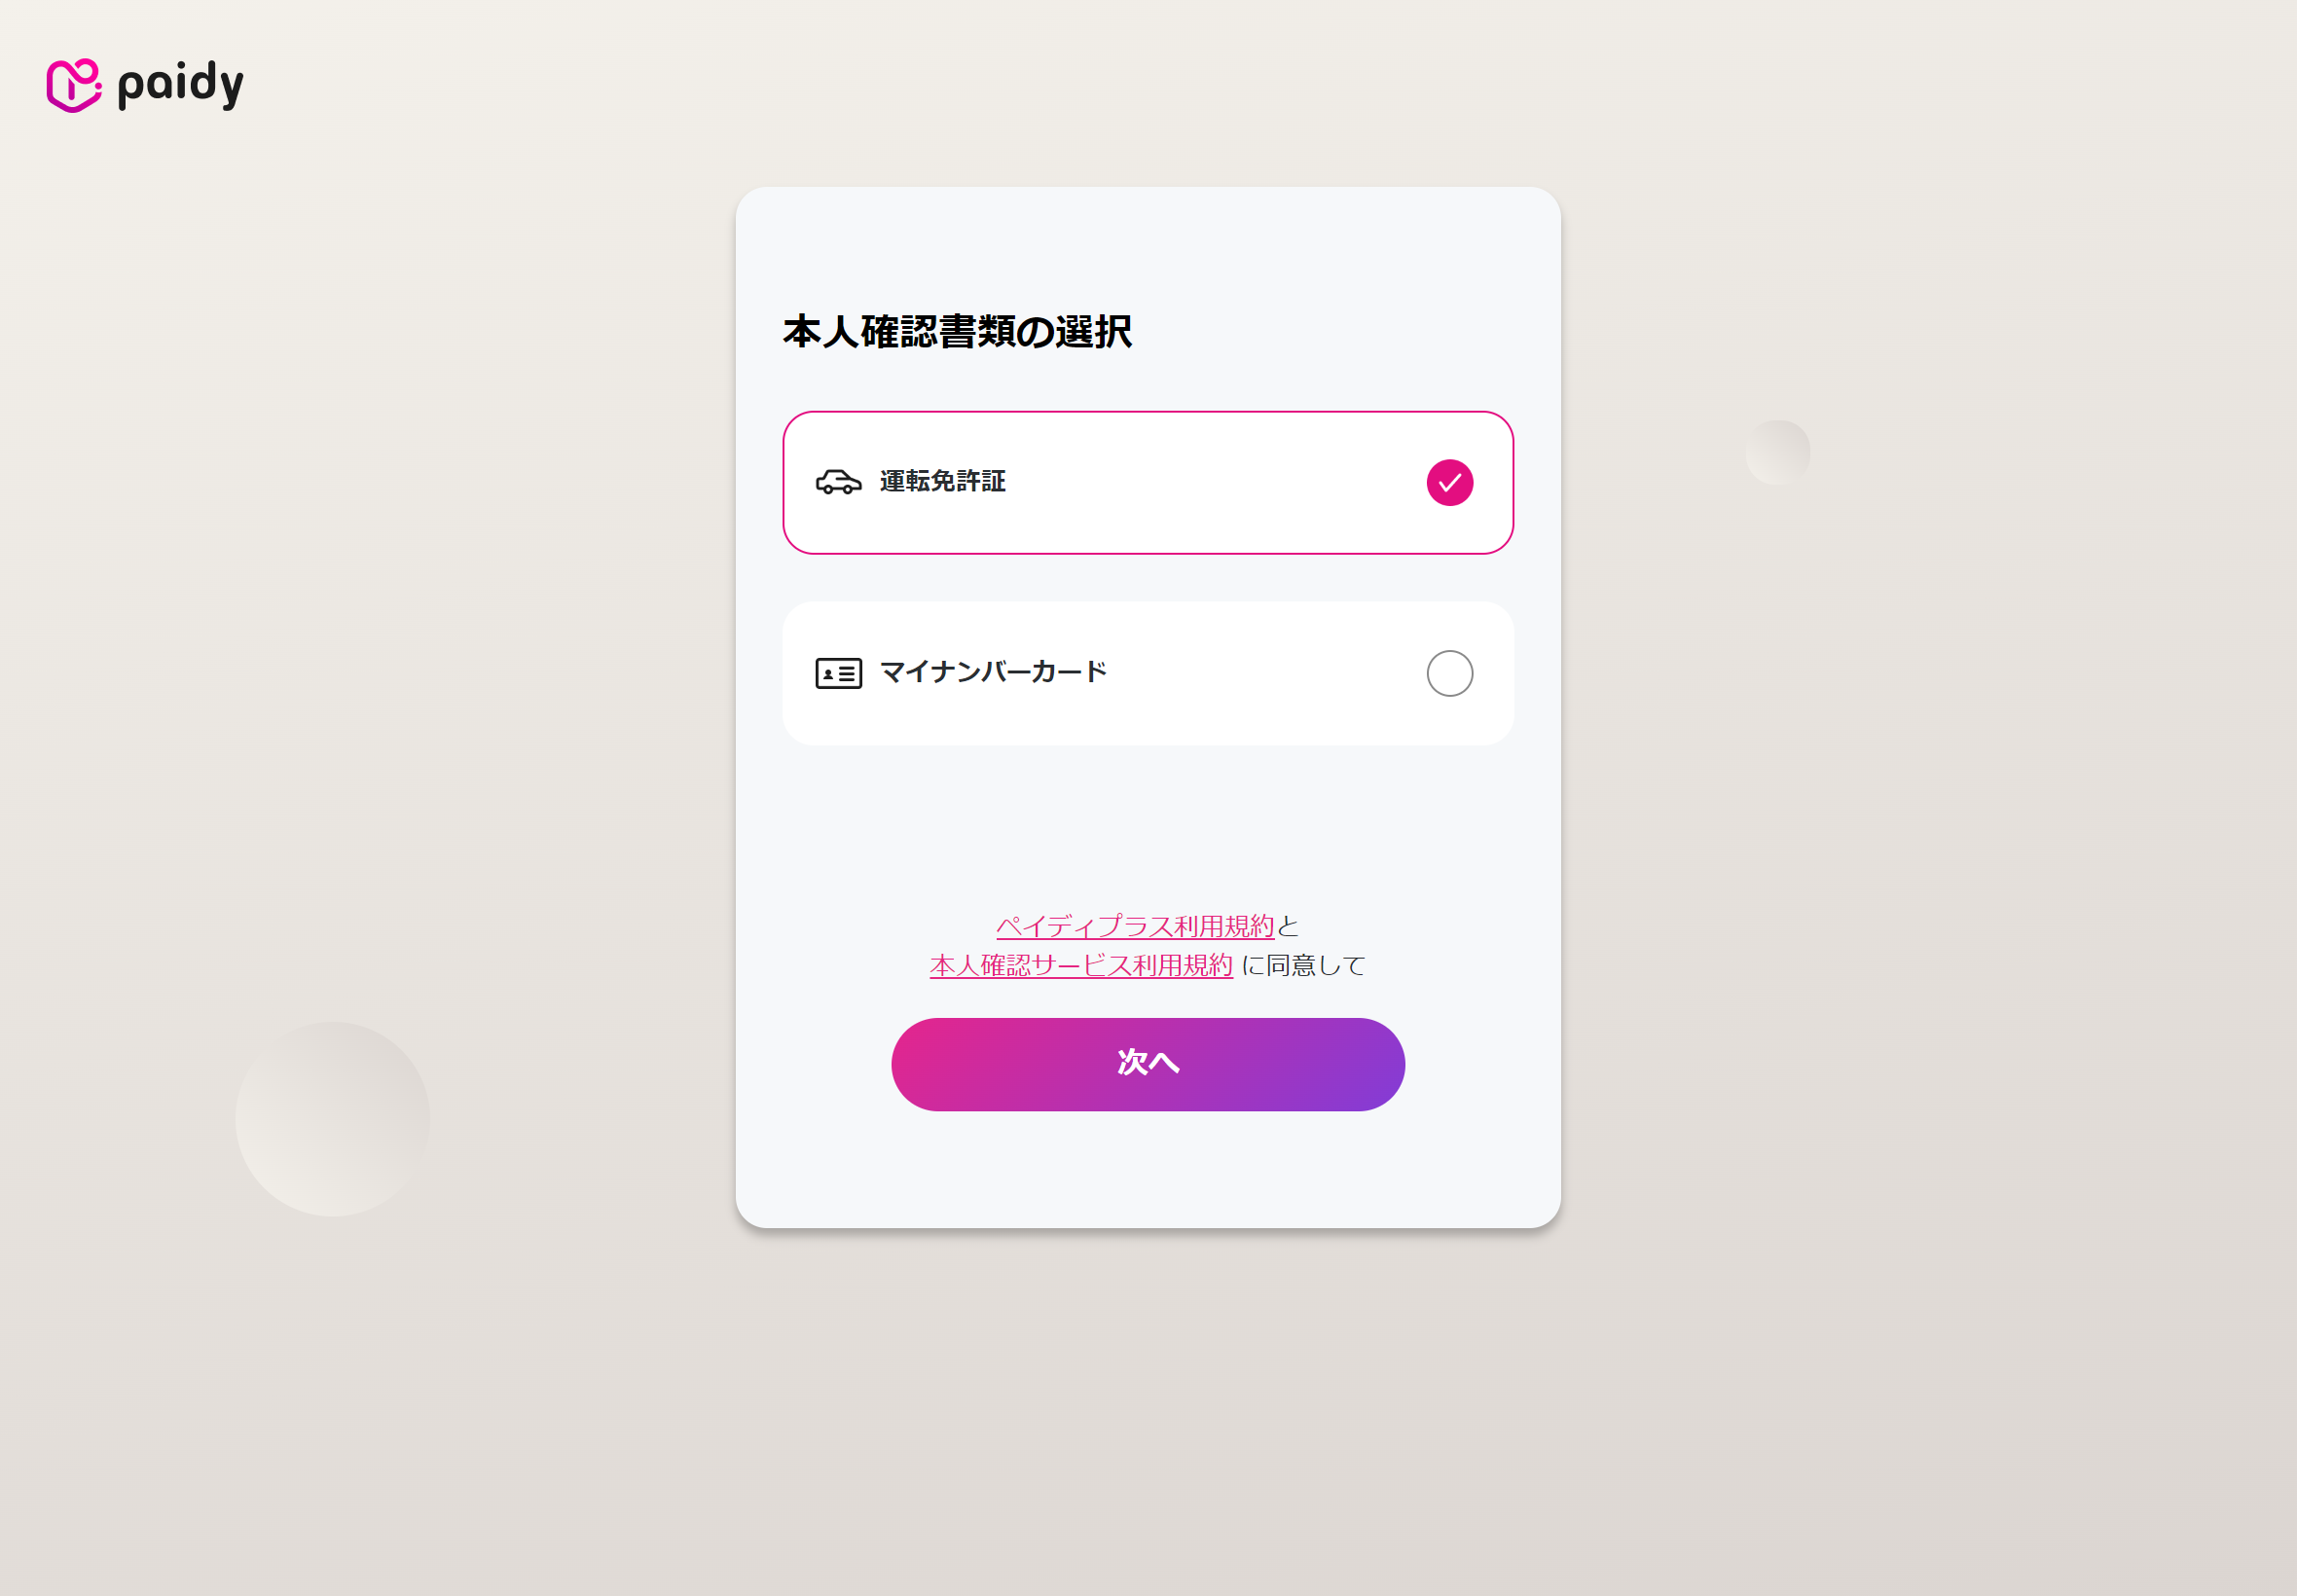 paidy
本人確認書類の選択
運転免許証
マイナンバーカード
ペイディプラス利用規約と
本人確認サービス利用規約 に同意して
次へ